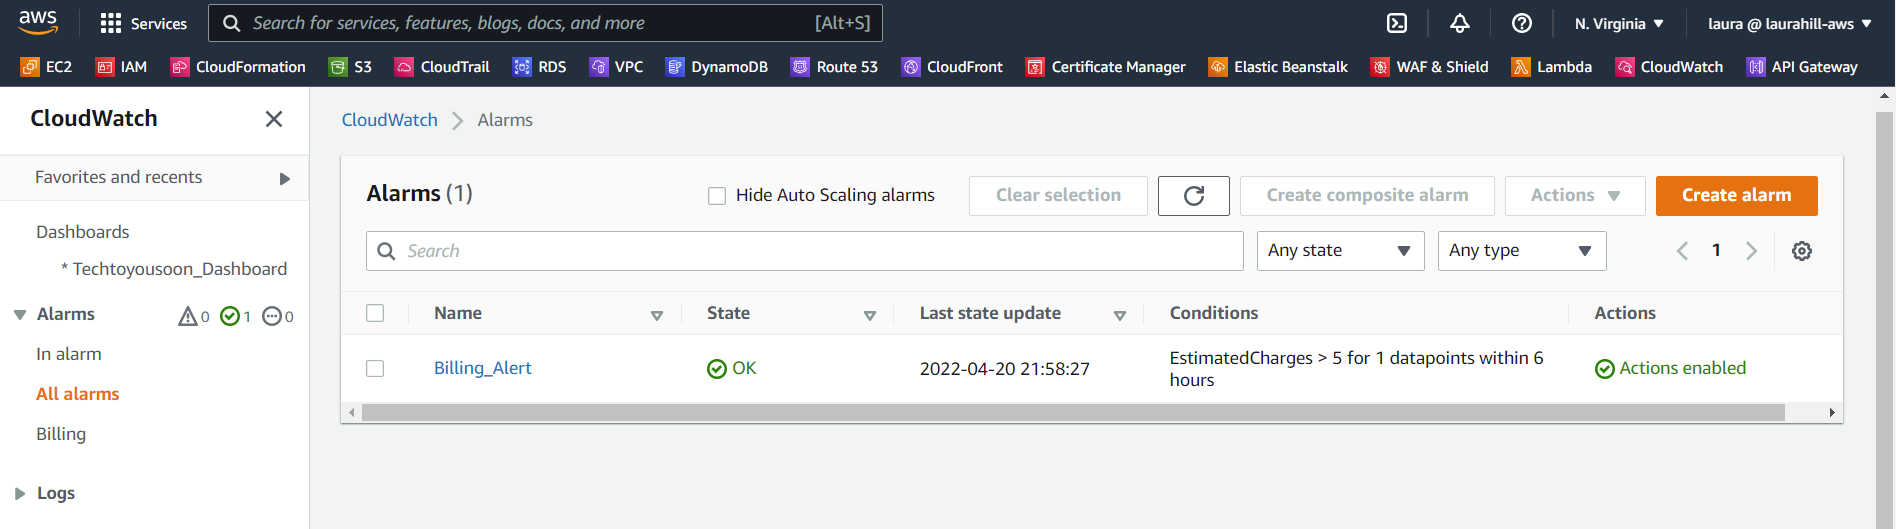 aws Services Search for services, features, blogs, docs, and more [Alt+S] N. Virginia laura @ laurahill-aws
EC2 IAM CloudFormation S3 CloudTrail RDS VPC DynamoDB Route 53 CloudFront Certificate Manager Elastic Beanstalk WAF & Shield Lambda CloudWatch API Gateway
CloudWatch
Favorites and recents
Dashboards
* Techtoyousoon_Dashboard
Alarms 0 1 0
In alarm
All alarms
Billing
Logs
CloudWatch Alarms
Alarms (1) Hide Auto Scaling alarms Clear selection Create composite alarm Actions Create alarm
Search Any state Any type 1
Name State Last state update Conditions Actions
Billing_Alert OK 2022-04-20 21:58:27 EstimatedCharges > 5 for 1 datapoints within 6
hours
Actions enabled